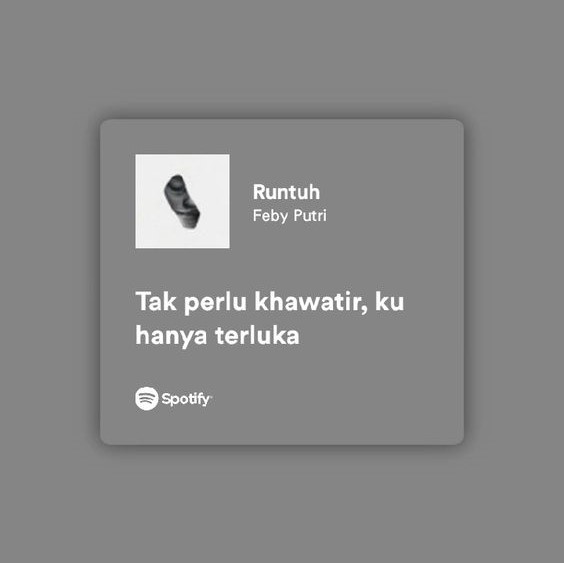 Runtuh
Feby Putri
Tak perlu khawatir, ku
hanya terluka
Spotify